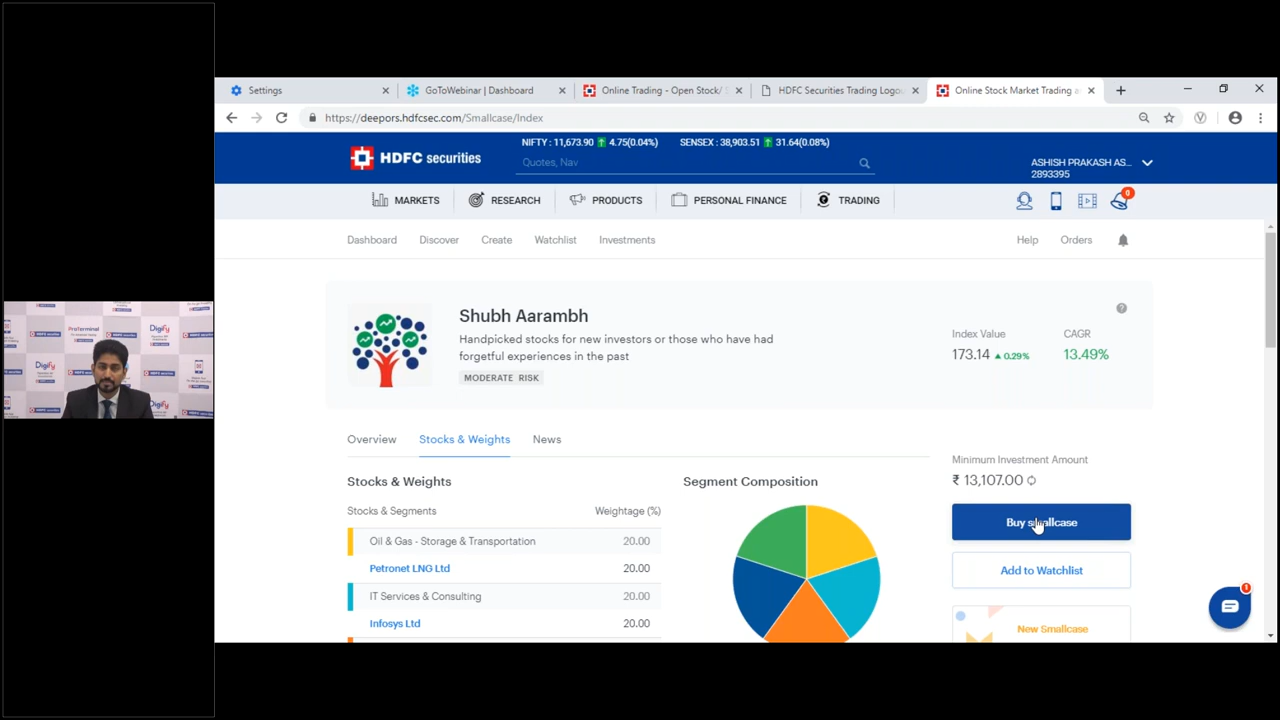 Settings
GoToWebinar | Dashboard
Online Trading - Open Stock/
HDFC Securities Trading Logou
Online Stock Market Trading a
https://deepors.hdfcsec.com/Smallcase/Index
HDFC securities
NIFTY : 11,673.90 4.75(0.04%)
SENSEX : 38,903.51 31.64(0.08%)
Quotes, Nav
ASHISH PRAKASH AS...
2893395
MARKETS
RESEARCH
PRODUCTS
PERSONAL FINANCE
TRADING
0
Dashboard
Discover
Create
Watchlist
Investments
Help
Orders
Shubh Aarambh
Handpicked stocks for new investors or those who have had
forgetful experiences in the past
MODERATE RISK
Index Value
173.14 0.29%
CAGR
13.49%
Overview
Stocks & Weights
News
Minimum Investment Amount
₹ 13,107.00
Buy smallcase
Add to Watchlist
New Smallcase
Stocks & Weights
Stocks & Segments Weightage (%)
Oil & Gas - Storage & Transportation 20.00
Petronet LNG Ltd 20.00
IT Services & Consulting 20.00
Infosys Ltd 20.00
Segment Composition
1
ProTerminal
Digify
Digify